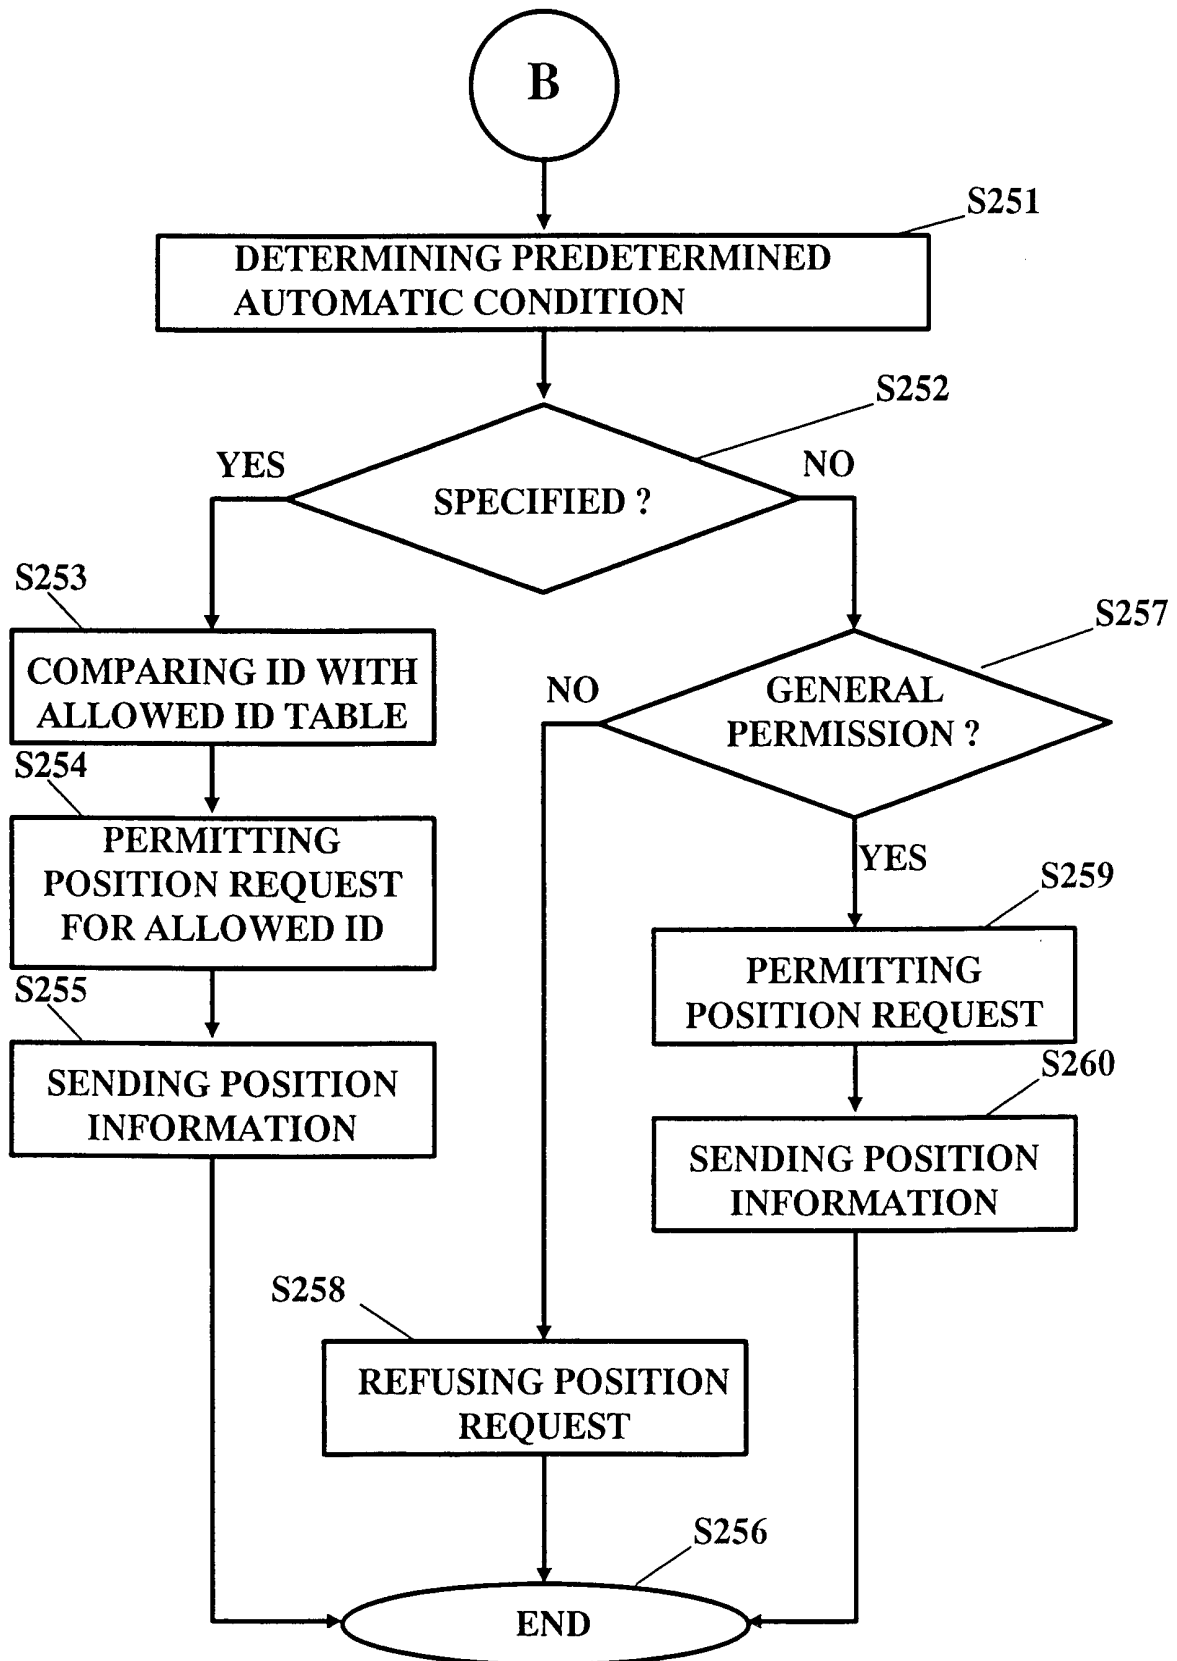 B
S251
DETERMINING PREDETERMINED
AUTOMATIC CONDITION
S252
YES
NO
SPECIFIED ?
S253
COMPARING ID WITH
ALLOWED ID TABLE
S257
NO
GENERAL
PERMISSION ?
S254
PERMITTING
POSITION REQUEST
FOR ALLOWED ID
YES
S259
PERMITTING
POSITION REQUEST
S255
SENDING POSITION
INFORMATION
S260
SENDING POSITION
INFORMATION
S258
REFUSING POSITION
REQUEST
S256
END